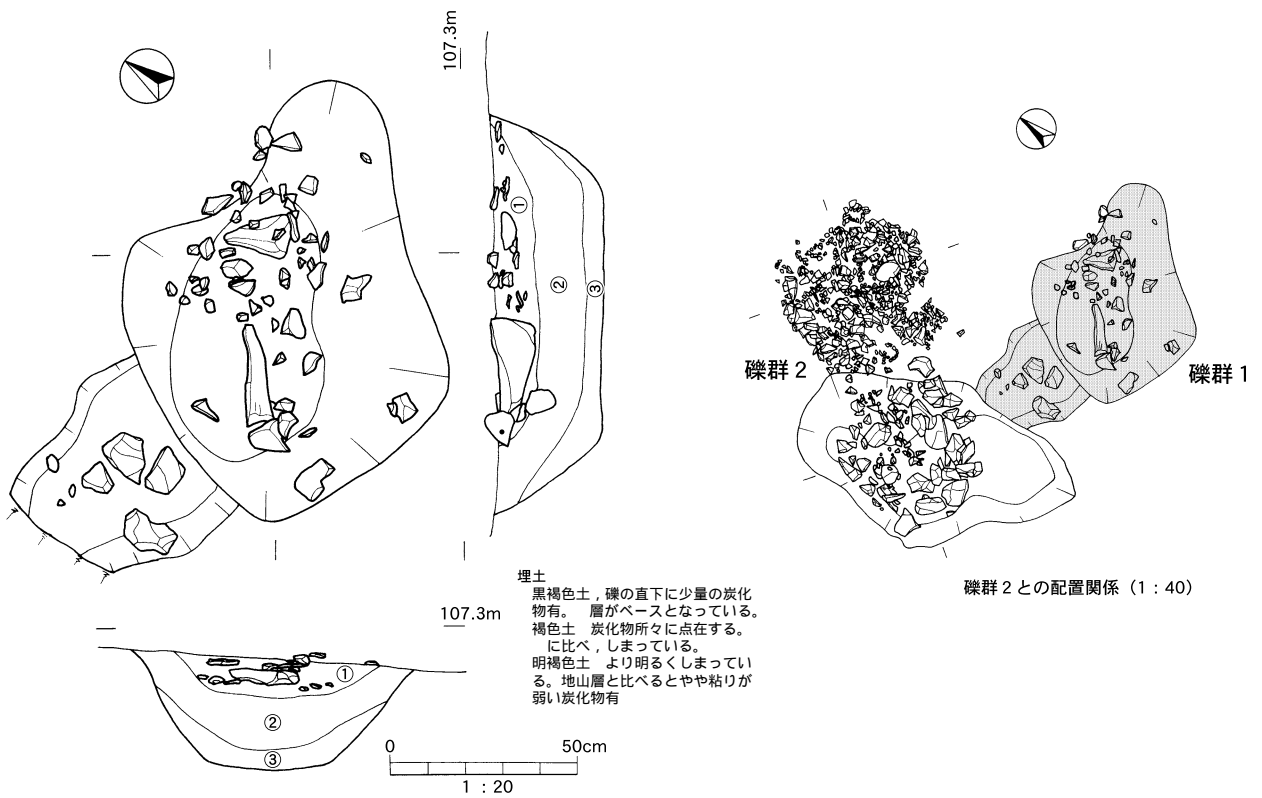 107.3m
①
②
③
礫群2
礫群1
礫群2との配置関係（1：40）
埋土
黒褐色土，礫の直下に少量の炭化
物有。　層がベースとなっている。
褐色土　炭化物所々に点在する。
に比べ，しまっている。
明褐色土　より明るくしまってい
る。地山層と比べるとやや粘りが
弱い炭化物有
107.3m
①
②
③
0
50cm
1：20